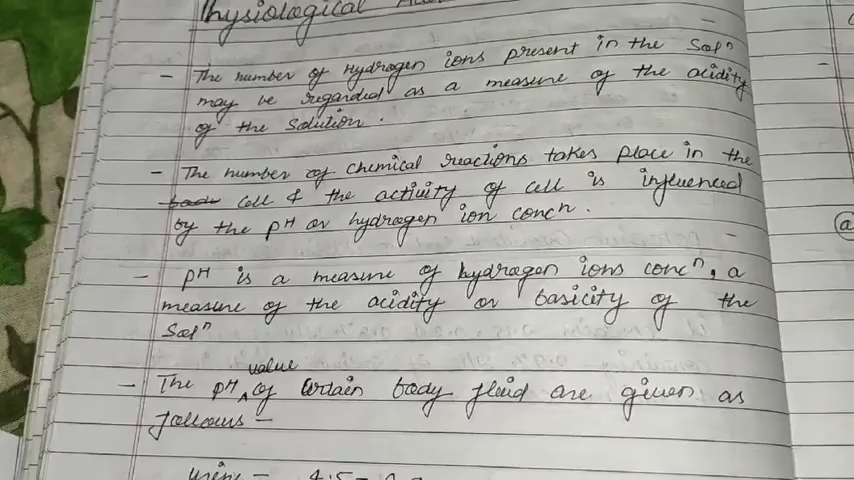 Physiological
- The number of Hydrogen ions present in the Solⁿ
may be regarded as a measure of the acidity
of the Solution.
- The number of chemical reactions takes place in the
cell & the activity of cell is influenced
by the pH or hydrogen ion concⁿ.
- pH is a measure of hydrogen ions concⁿ, a
measure of the acidity or basicity of the
Solⁿ
value
- The pH ^ of certain body fluid are given as
follows -
Urine - 4.5 -
(a